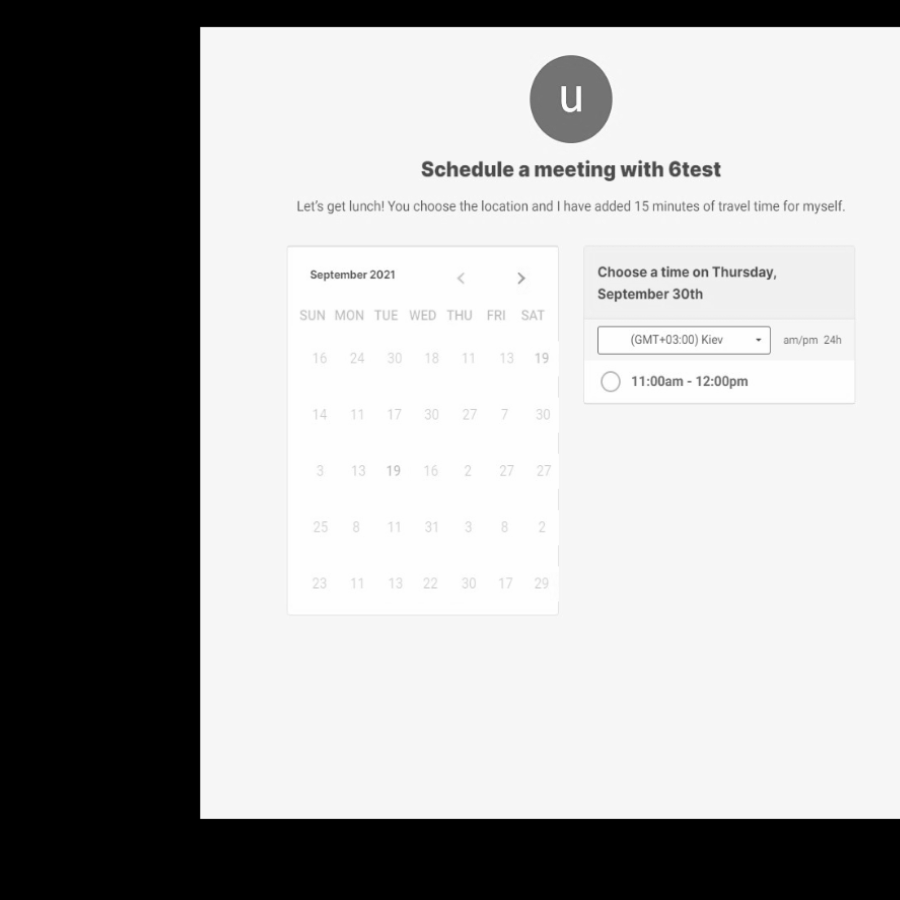 u
Schedule a meeting with 6test
Let's get lunch! You choose the location and I have added 15 minutes of travel time for myself.
September 2021
SUN MON TUE WED THU FRI SAT
16 24 30 18 11 13 19
14 11 17 30 27 7 30
3 13 19 16 2 27 27
25 8 11 31 3 8 2
23 11 13 22 30 17 29
Choose a time on Thursday,
September 30th
(GMT+03:00) Kiev am/pm 24h
11:00am - 12:00pm